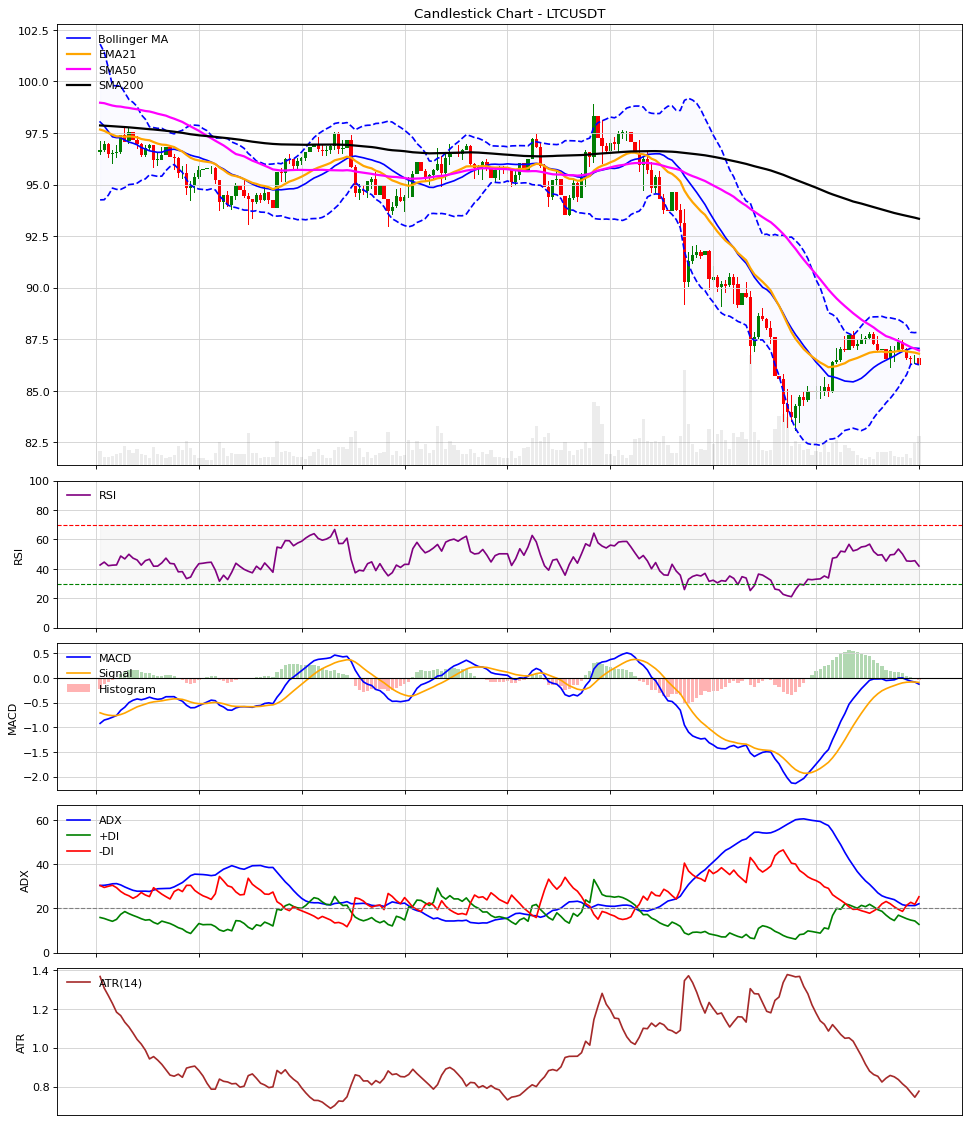 Candlestick Chart - LTCUSDT
102.5
100.0
97.5
95.0
92.5
90.0
87.5
85.0
82.5
Bollinger MA
EMA21
SMA50
SMA200
100
80
60
40
20
0
RSI
RSI
0.5
0.0
−0.5
−1.0
−1.5
−2.0
MACD
MACD
Signal
Histogram
60
40
20
0
ADX
ADX
+DI
-DI
1.4
1.2
1.0
0.8
ATR
ATR(14)